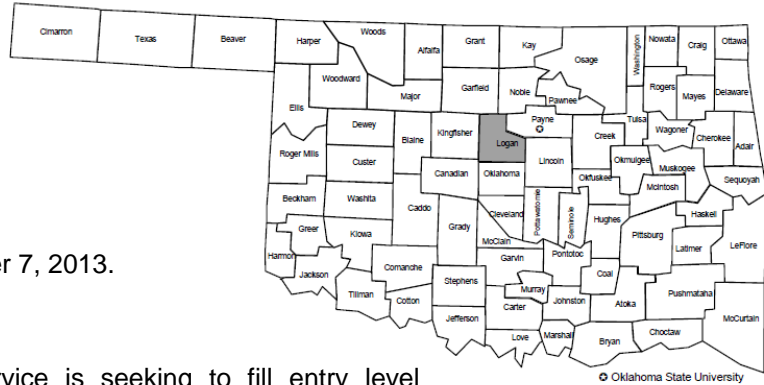 Cimarron
Texas
Beaver
Harper
Woods
Alfalfa
Grant
Kay
Osage
Washington
Nowata
Craig
Ottawa
Woodward
Major
Garfield
Noble
Pawnee
Rogers
Mayes
Delaware
Ellis
Dewey
Blaine
Kingfisher
Logan
Payne
Creek
Tulsa
Wagoner
Cherokee
Adair
Roger Mills
Custer
Canadian
Oklahoma
Lincoln
Okfuskee
Okmulgee
Muskogee
McIntosh
Sequoyah
Beckham
Washita
Caddo
Grady
Cleveland
Pottawatomie
Seminole
Hughes
Pittsburg
Haskell
Latimer
LeFlore
Greer
Kiowa
McClain
Garvin
Pontotoc
Coal
Harmon
Jackson
Comanche
Stephens
Murray
Johnston
Atoka
Pushmataha
McCurtain
Tillman
Cotton
Jefferson
Carter
Love
Marshall
Bryan
Choctaw
er 7, 2013.
Oklahoma State University
vice is seeking to fill entry level